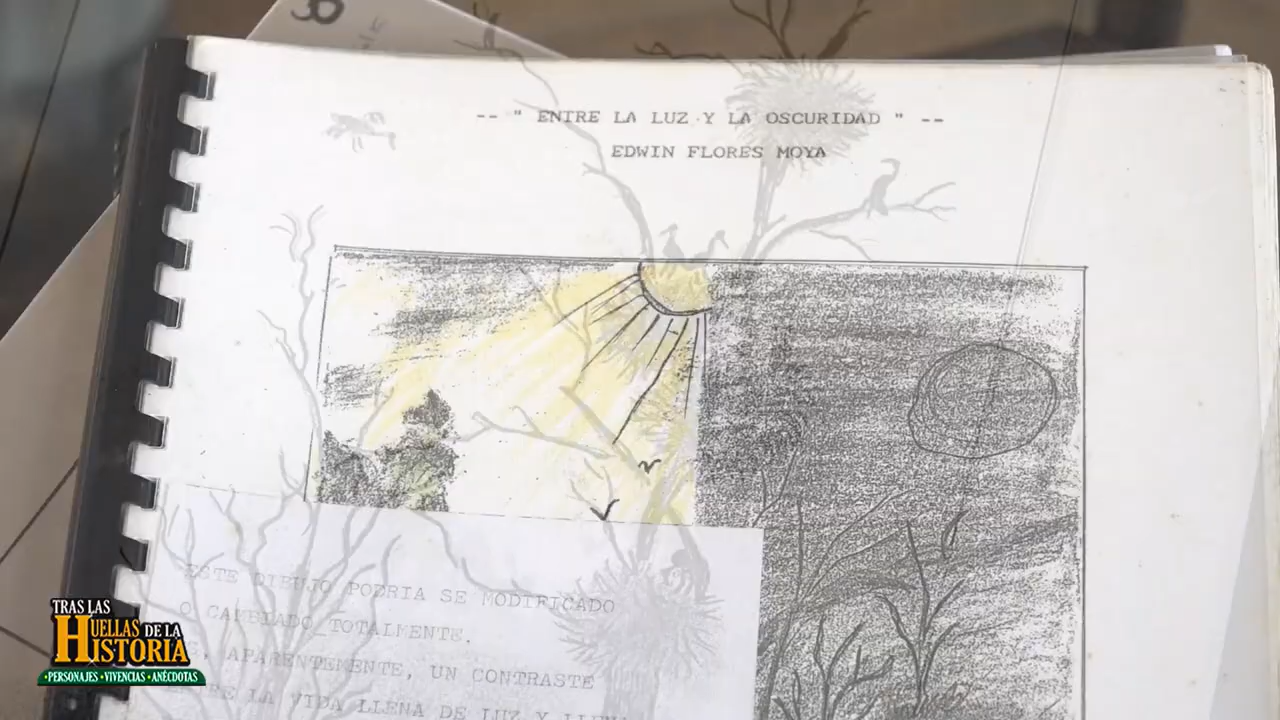 -- " ENTRE LA LUZ Y LA OSCURIDAD " --
EDWIN FLORES MOYA
ESTE DIBUJO PODRIA SE MODIFICADO
O CAMBIADO TOTALMENTE.
APARENTEMENTE, UN CONTRASTE
LA VIDA LLENA DE LUZ Y
TRAS LAS
HUELLAS DE LA
HISTORIA
• PERSONAJES • VIVENCIAS • ANÉCDOTAS •